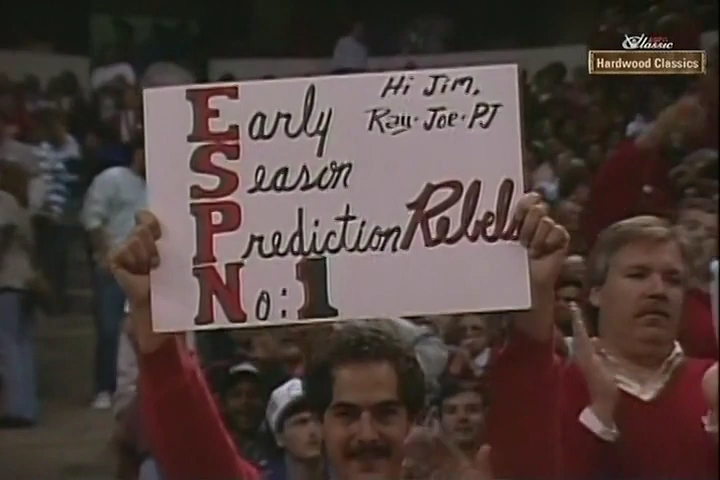 ESPN Classic
Hardwood Classics
Hi Jim,
Ray · Joe · PJ
Early
Season
Prediction Rebels
No: 1